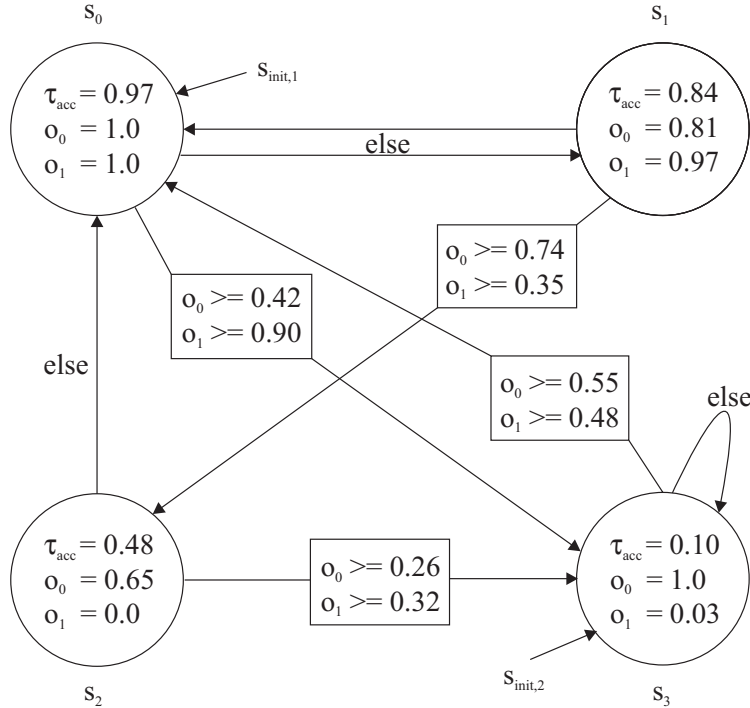 s0
s1
sinit,1
τacc = 0.97
o0 = 1.0
o1 = 1.0
τacc = 0.84
o0 = 0.81
o1 = 0.97
else
o0 >= 0.74
o1 >= 0.35
o0 >= 0.42
o1 >= 0.90
else
o0 >= 0.55
o1 >= 0.48
else
τacc = 0.48
o0 = 0.65
o1 = 0.0
o0 >= 0.26
o1 >= 0.32
τacc = 0.10
o0 = 1.0
o1 = 0.03
sinit,2
s2
s3